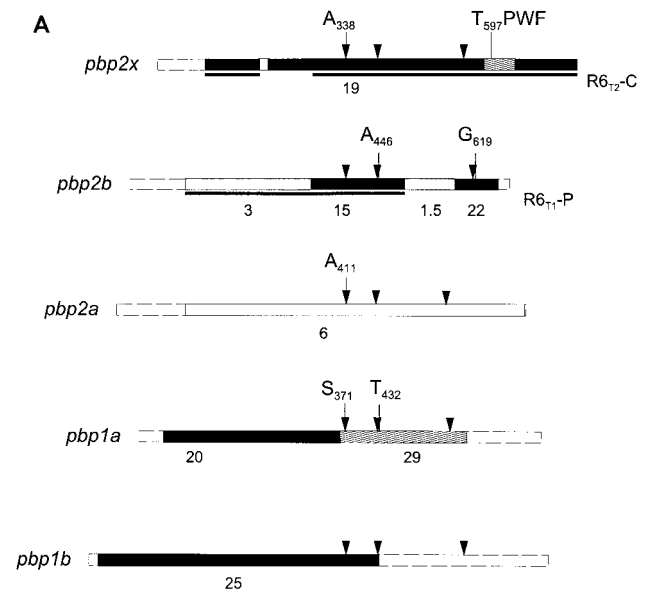 A
A338 T597PWF
pbp2x
R6T2-C
19
A446 G619
pbp2b
R6T1-P
3 15 1.5 22
A411
pbp2a
6
S371 T432
pbp1a
20 29
pbp1b
25